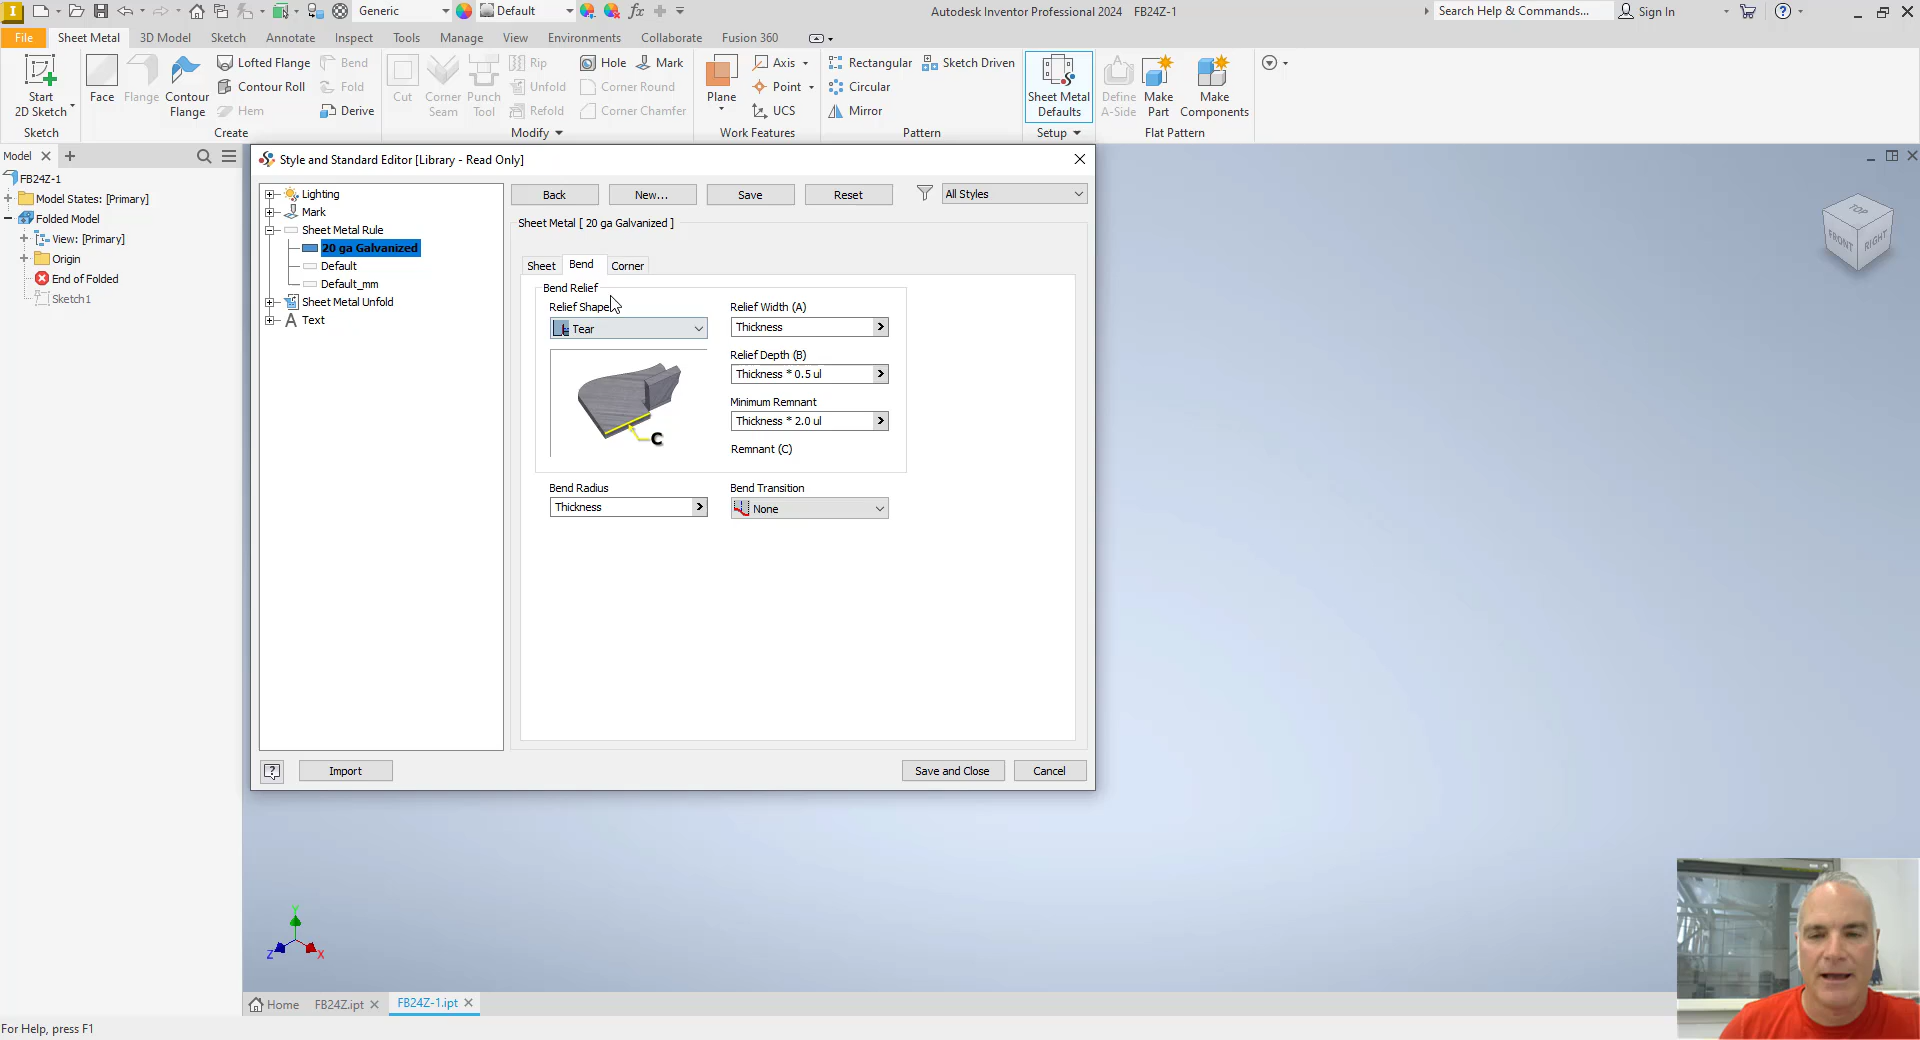 Generic
Default
fx
Autodesk Inventor Professional 2024 FB24Z-1
Search Help & Commands...
Sign In
File
Sheet Metal
3D Model
Sketch
Annotate
Inspect
Tools
Manage
View
Environments
Collaborate
Fusion 360
Start
2D Sketch
Sketch
Face
Flange
Contour
Flange
Lofted Flange
Contour Roll
Hem
Bend
Fold
Derive
Create
Cut
Corner
Seam
Punch
Tool
Rip
Unfold
Refold
Hole
Mark
Corner Round
Corner Chamfer
Modify
Plane
Axis
Point
UCS
Work Features
Rectangular
Circular
Mirror
Sketch Driven
Pattern
Sheet Metal
Defaults
Setup
Define
A-Side
Make
Part
Make
Components
Flat Pattern
Model
FB24Z-1
Model States: [Primary]
Folded Model
View: [Primary]
Origin
End of Folded
Sketch1
Style and Standard Editor [Library - Read Only]
Lighting
Mark
Sheet Metal Rule
20 ga Galvanized
Default
Default_mm
Sheet Metal Unfold
A Text
Back
New...
Save
Reset
All Styles
Sheet Metal [ 20 ga Galvanized ]
Sheet
Bend
Corner
Bend Relief
Relief Shape
Tear
C
Relief Width (A)
Thickness
Relief Depth (B)
Thickness * 0.5 ul
Minimum Remnant
Thickness * 2.0 ul
Remnant (C)
Bend Radius
Thickness
Bend Transition
None
Import
Save and Close
Cancel
TOP
FRONT
RIGHT
Y
Z
X
Home
FB24Z.ipt
FB24Z-1.ipt
For Help, press F1